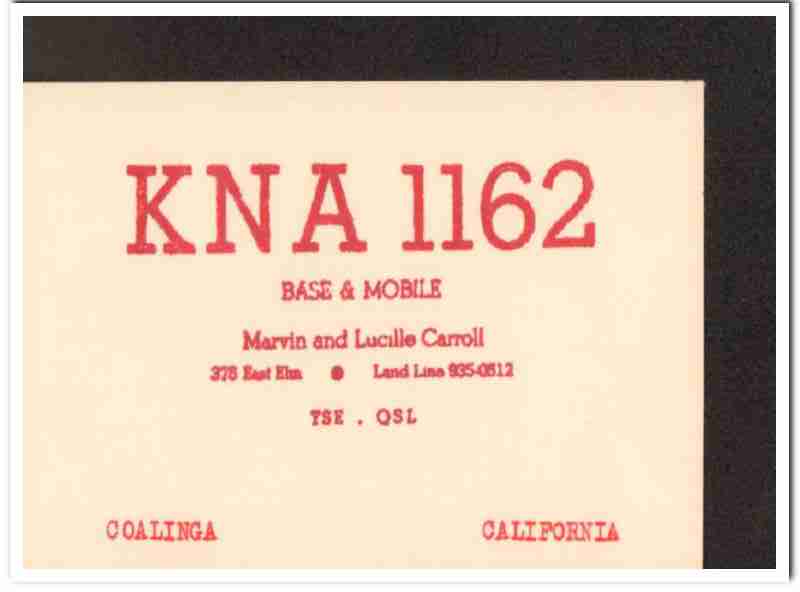 KNA 1162
BASE & MOBILE
Marvin and Lucille Carroll
378 East Elm ● Land Line 935-0512
TSE . QSL
COALINGA CALIFORNIA